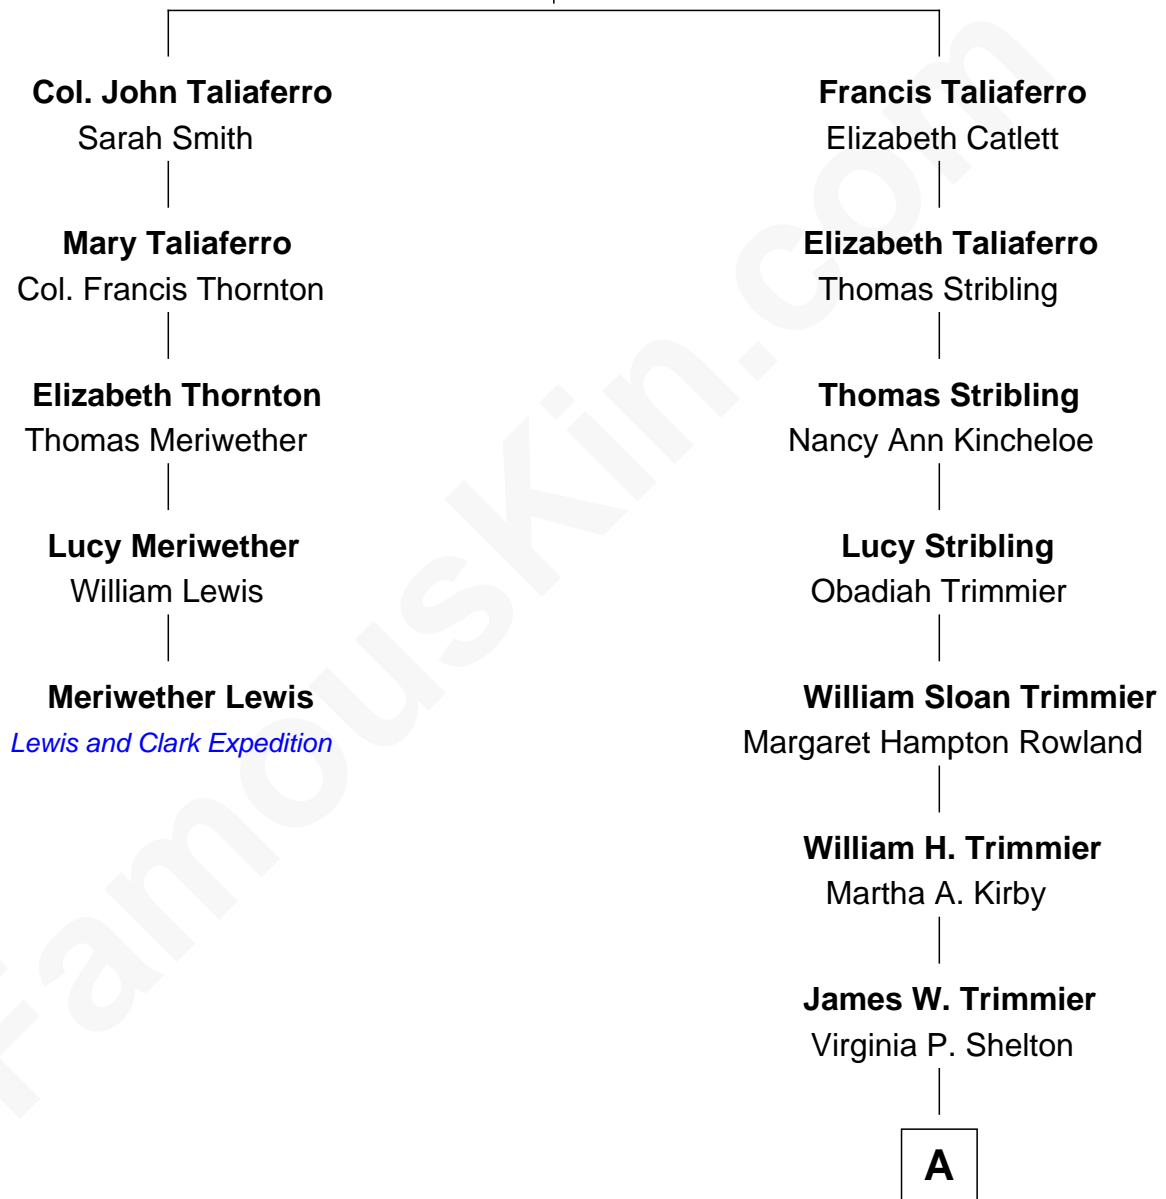 Col. John Taliaferro
Sarah Smith
Mary Taliaferro
Col. Francis Thornton
Elizabeth Thornton
Thomas Meriwether
Lucy Meriwether
William Lewis
Meriwether Lewis
Lewis and Clark Expedition
Francis Taliaferro
Elizabeth Catlett
Elizabeth Taliaferro
Thomas Stribling
Thomas Stribling
Nancy Ann Kincheloe
Lucy Stribling
Obadiah Trimmier
William Sloan Trimmier
Margaret Hampton Rowland
William H. Trimmier
Martha A. Kirby
James W. Trimmier
Virginia P. Shelton
A
FamousKin.com